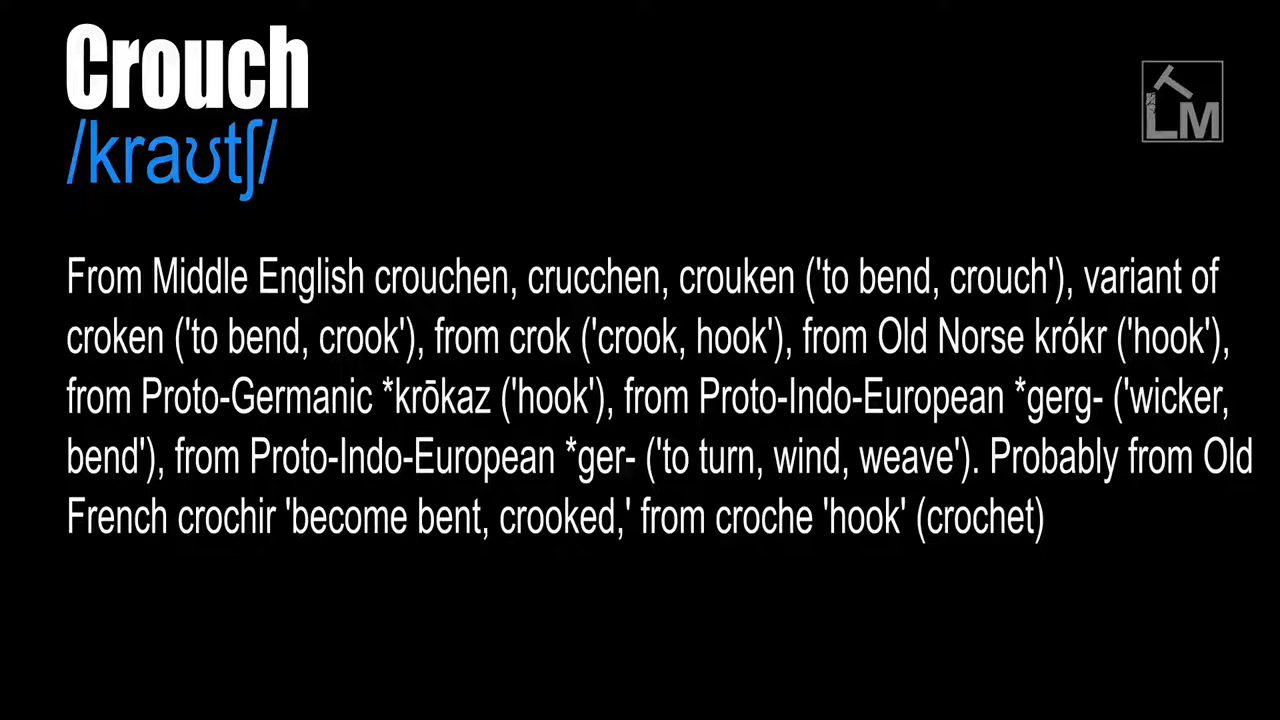 Crouch
/kraʊtʃ/
From Middle English crouchen, crucchen, crouken ('to bend, crouch'), variant of
croken ('to bend, crook'), from crok ('crook, hook'), from Old Norse krókr ('hook'),
from Proto-Germanic *krōkaz ('hook'), from Proto-Indo-European *gerg- ('wicker,
bend'), from Proto-Indo-European *ger- ('to turn, wind, weave'). Probably from Old
French crochir 'become bent, crooked,' from croche 'hook' (crochet)
T
LM